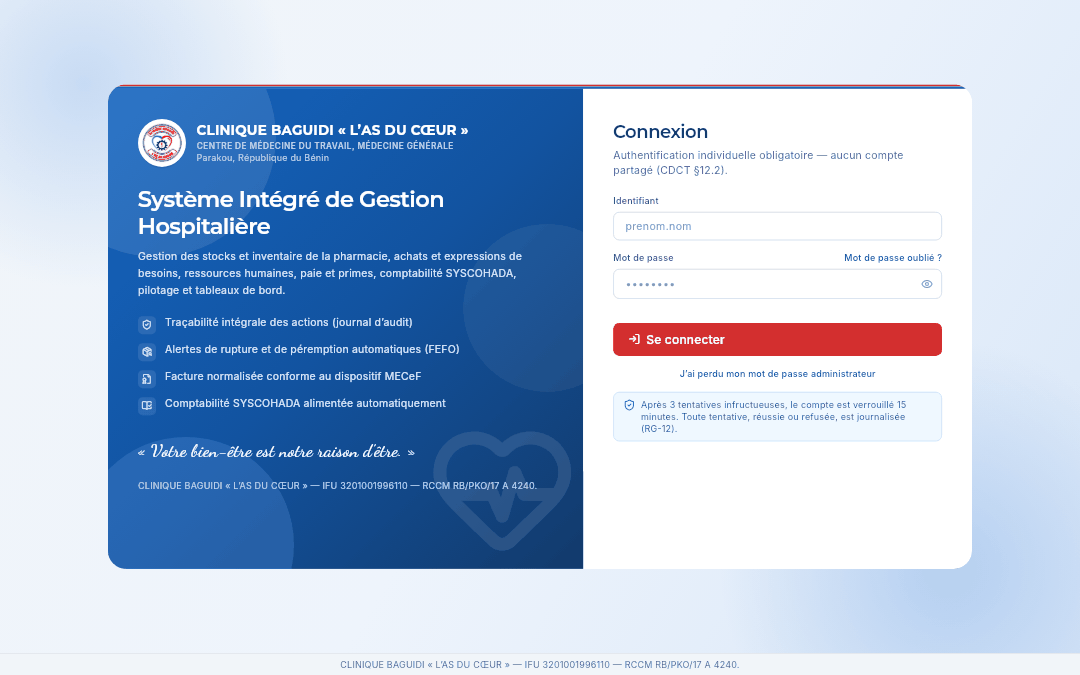 CLINIQUE BAGUIDI « L'AS DU CŒUR »
CENTRE DE MÉDECINE DU TRAVAIL, MÉDECINE GÉNÉRALE
Parakou, République du Bénin
Système Intégré de Gestion
Hospitalière
Gestion des stocks et inventaire de la pharmacie, achats et expressions de
besoins, ressources humaines, paie et primes, comptabilité SYSCOHADA,
pilotage et tableaux de bord.
Traçabilité intégrale des actions (journal d'audit)
Alertes de rupture et de péremption automatiques (FEFO)
Facture normalisée conforme au dispositif MECeF
Comptabilité SYSCOHADA alimentée automatiquement
« Votre bien-être est notre raison d'être. »
CLINIQUE BAGUIDI « L'AS DU CŒUR » — IFU 3201001996110 — RCCM RB/PKO/17 A 4240.
Connexion
Authentification individuelle obligatoire — aucun compte
partagé (CDCT §12.2).
Identifiant
prenom.nom
Mot de passe
Mot de passe oublié ?
••••••••
Se connecter
J'ai perdu mon mot de passe administrateur
Après 3 tentatives infructueuses, le compte est verrouillé 15
minutes. Toute tentative, réussie ou refusée, est journalisée
(RG-12).
CLINIQUE BAGUIDI « L'AS DU CŒUR » — IFU 3201001996110 — RCCM RB/PKO/17 A 4240.